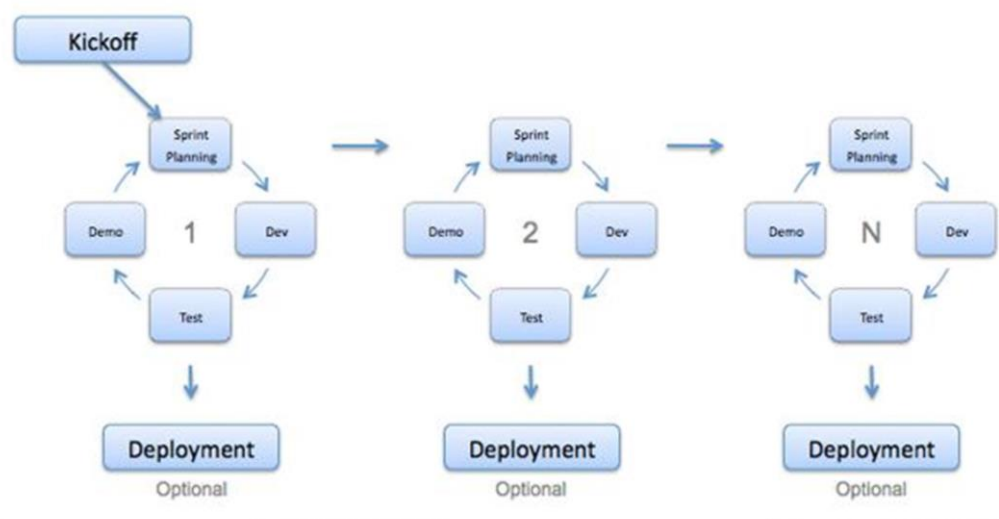 Kickoff
Sprint
Planning
Demo
1
Dev
Test
Deployment
Optional
Sprint
Planning
Demo
2
Dev
Test
Deployment
Optional
Sprint
Planning
Demo
N
Dev
Test
Deployment
Optional